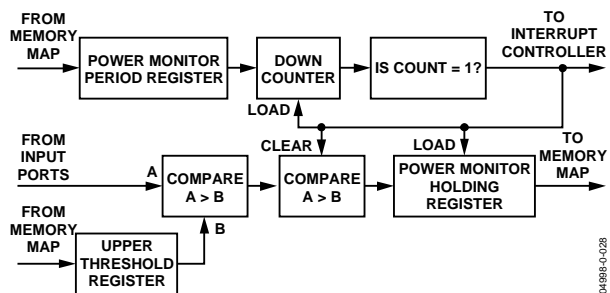 FROM
MEMORY
MAP
POWER MONITOR
PERIOD REGISTER
DOWN
COUNTER
IS COUNT = 1?
TO
INTERRUPT
CONTROLLER
LOAD
CLEAR
LOAD
FROM
INPUT
PORTS
A
COMPARE
A > B
COMPARE
A > B
POWER MONITOR
HOLDING
REGISTER
TO
MEMORY
MAP
FROM
MEMORY
MAP
B
UPPER
THRESHOLD
REGISTER
04998-0-028